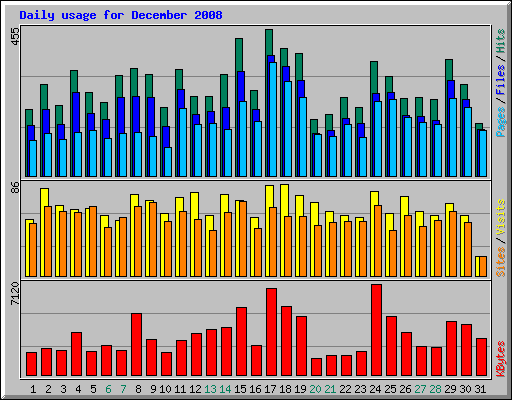 Daily usage for December 2008
455
Pages / Files / Hits
86
Sites / Visits
7120
KBytes
1 2 3 4 5 6 7 8 9 10 11 12 13 14 15 16 17 18 19 20 21 22 23 24 25 26 27 28 29 30 31